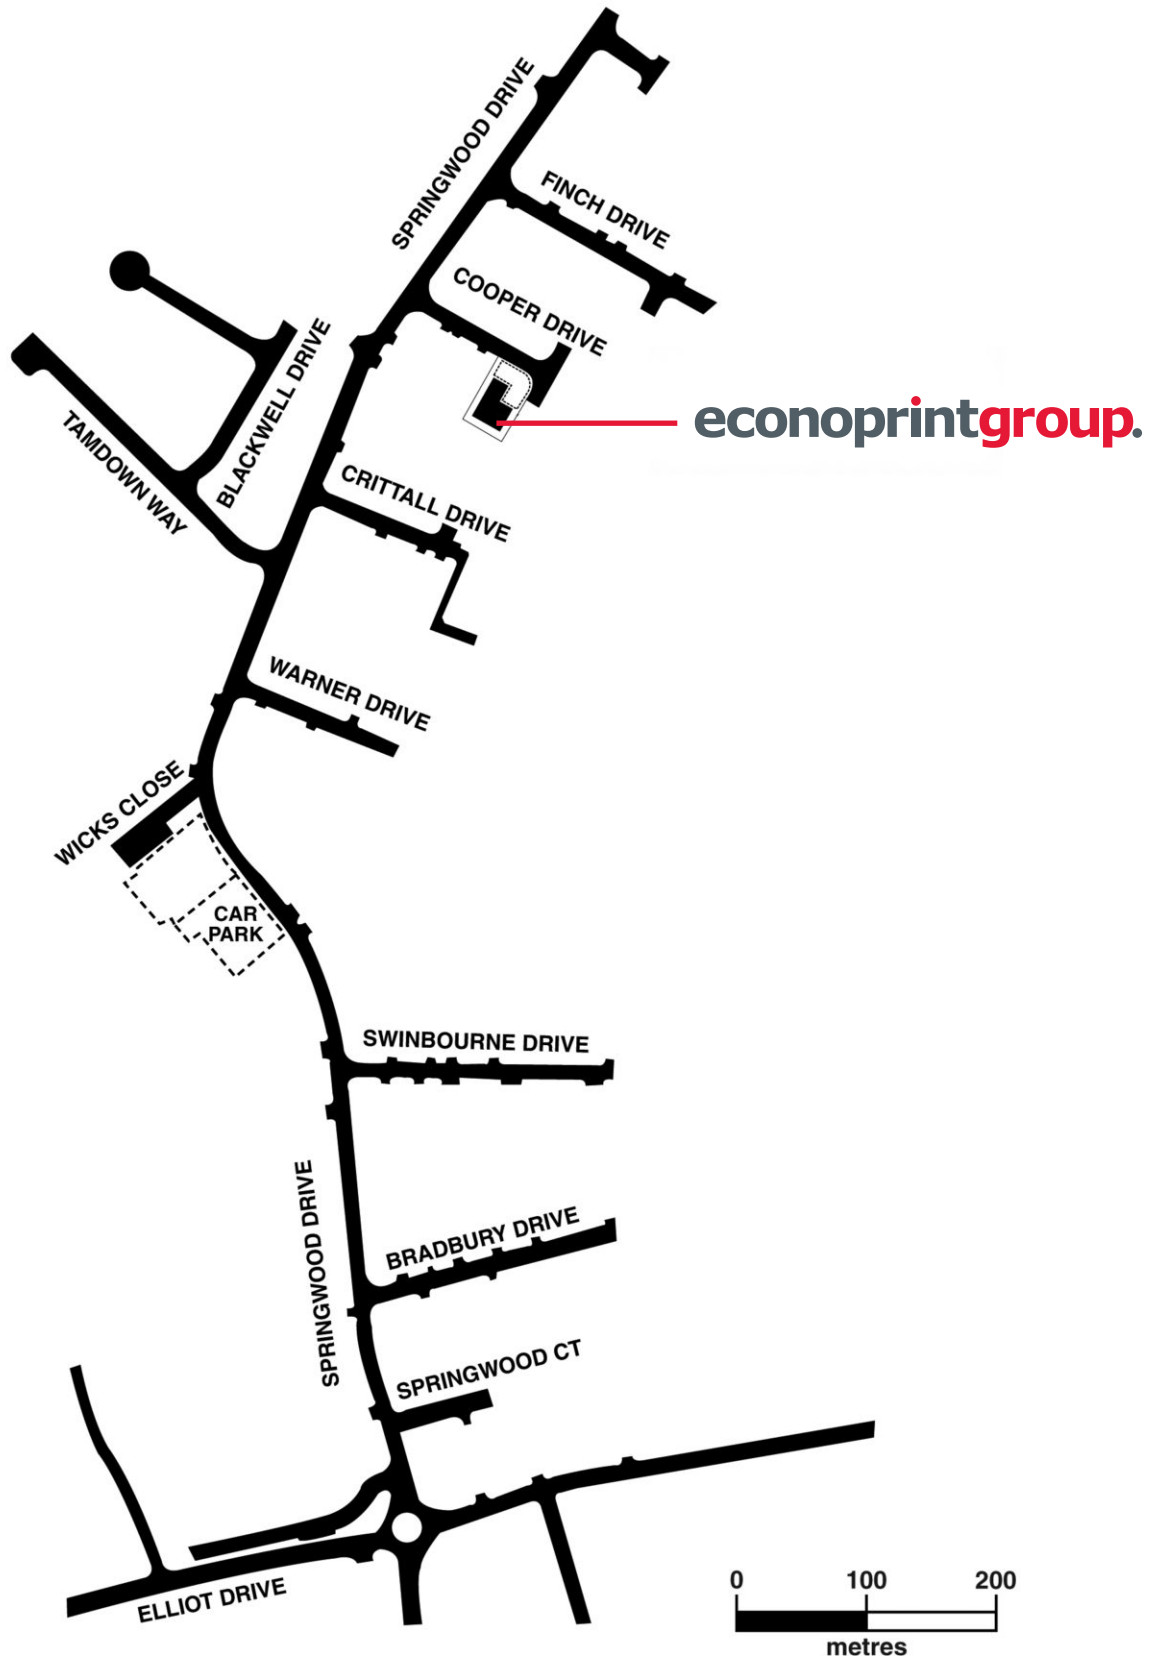 SPRINGWOOD DRIVE
FINCH DRIVE
COOPER DRIVE
BLACKWELL DRIVE
TAMDOWN WAY
econoprintgroup.
CRITTALL DRIVE
WARNER DRIVE
WICKS CLOSE
CAR
PARK
SWINBOURNE DRIVE
SPRINGWOOD DRIVE
BRADBURY DRIVE
SPRINGWOOD CT
ELLIOT DRIVE
0 100 200
metres